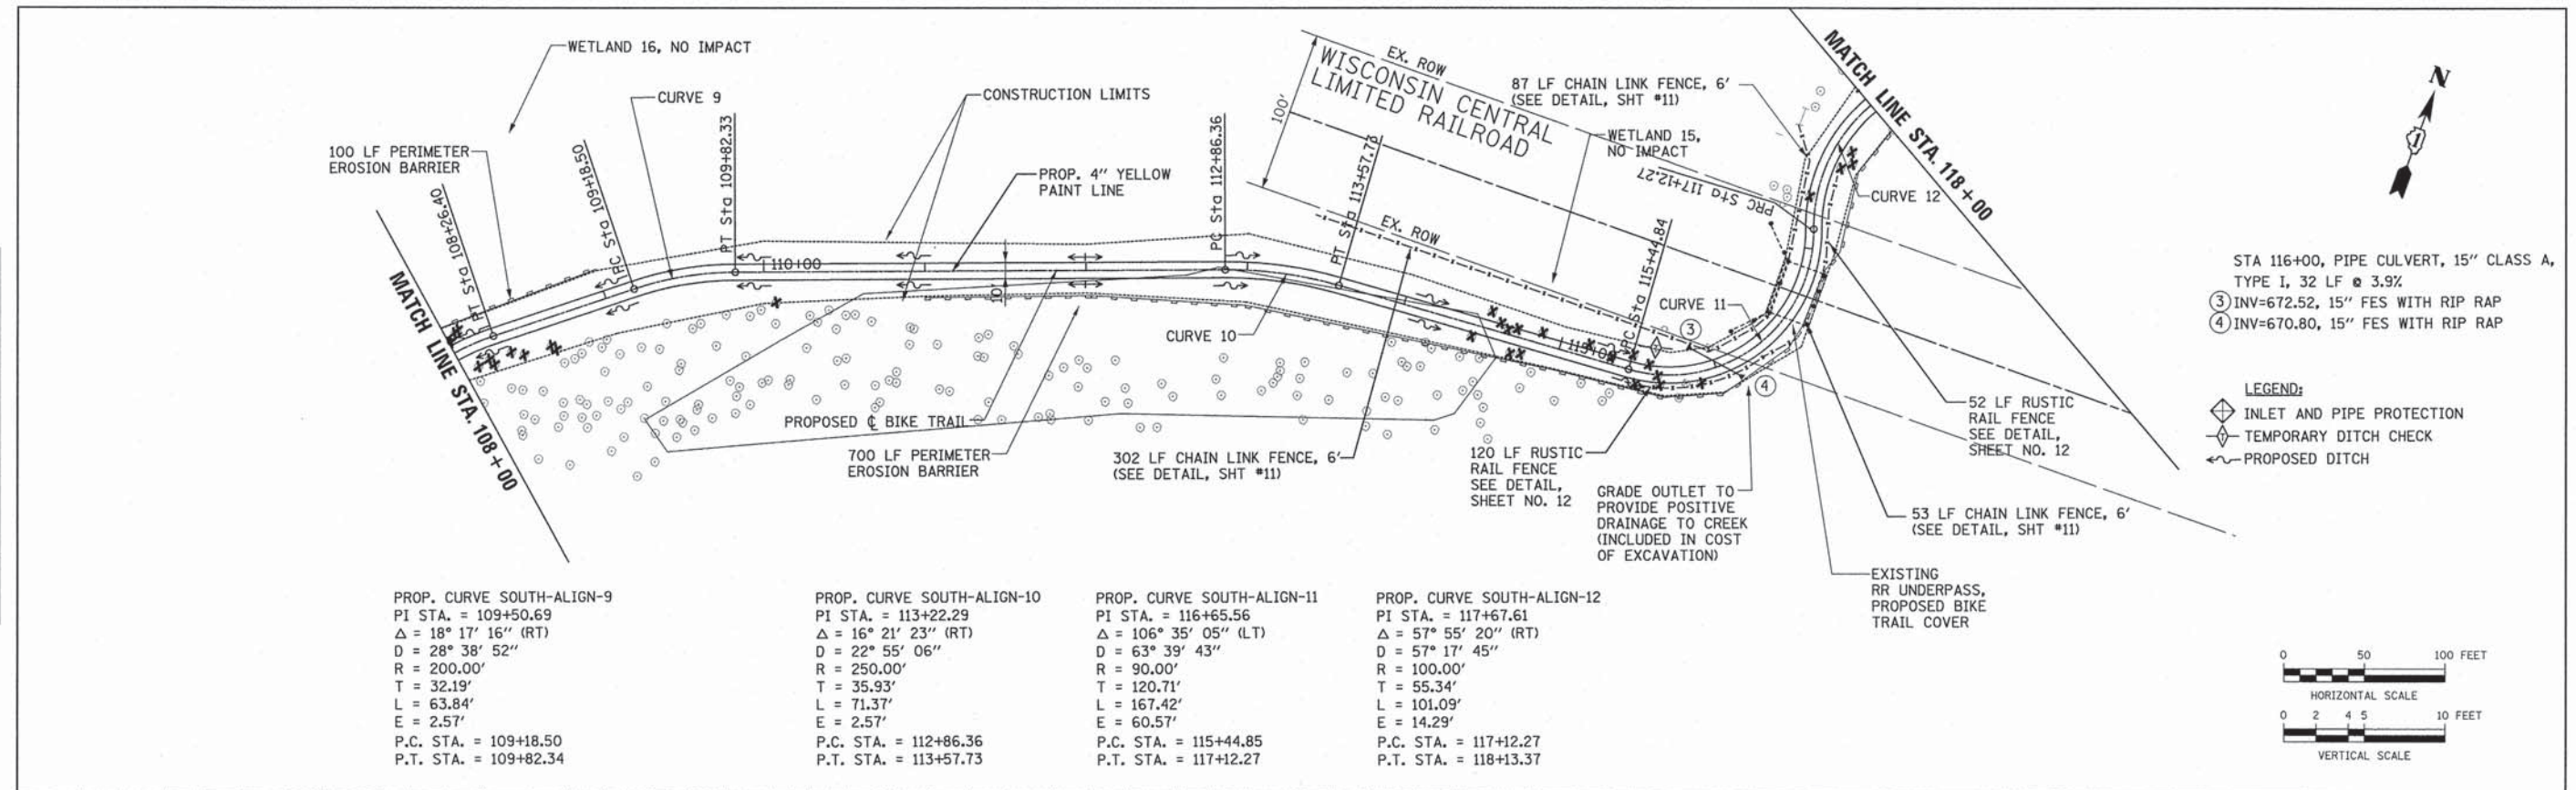 WETLAND 16, NO IMPACT
CURVE 9
CONSTRUCTION LIMITS
100 LF PERIMETER
EROSION BARRIER
PT Sta 108+26.40
PC Sta 109+18.50
PT Sta 109+82.33
110+00
PROP. 4" YELLOW
PAINT LINE
10'
PC Sta 112+86.36
100'
EX. ROW
WISCONSIN CENTRAL
LIMITED RAILROAD
EX. ROW
PT Sta 113+57.73
87 LF CHAIN LINK FENCE, 6'
(SEE DETAIL, SHT #11)
WETLAND 15,
NO IMPACT
PRC Sta 117+12.27
PC Sta 115+44.84
115+00
MATCH LINE STA. 118+00
CURVE 12
CURVE 11
CURVE 10
3
4
N
1
MATCH LINE STA. 108+00
PROPOSED ℄ BIKE TRAIL
700 LF PERIMETER
EROSION BARRIER
302 LF CHAIN LINK FENCE, 6'
(SEE DETAIL, SHT #11)
120 LF RUSTIC
RAIL FENCE
SEE DETAIL,
SHEET NO. 12
GRADE OUTLET TO
PROVIDE POSITIVE
DRAINAGE TO CREEK
(INCLUDED IN COST
OF EXCAVATION)
52 LF RUSTIC
RAIL FENCE
SEE DETAIL,
SHEET NO. 12
53 LF CHAIN LINK FENCE, 6'
(SEE DETAIL, SHT #11)
EXISTING
RR UNDERPASS,
PROPOSED BIKE
TRAIL COVER
STA 116+00, PIPE CULVERT, 15" CLASS A,
TYPE I, 32 LF @ 3.9%
3 INV=672.52, 15" FES WITH RIP RAP
4 INV=670.80, 15" FES WITH RIP RAP
LEGEND:
INLET AND PIPE PROTECTION
TEMPORARY DITCH CHECK
PROPOSED DITCH
PROP. CURVE SOUTH-ALIGN-9
PI STA. = 109+50.69
Δ = 18° 17' 16" (RT)
D = 28° 38' 52"
R = 200.00'
T = 32.19'
L = 63.84'
E = 2.57'
P.C. STA. = 109+18.50
P.T. STA. = 109+82.34
PROP. CURVE SOUTH-ALIGN-10
PI STA. = 113+22.29
Δ = 16° 21' 23" (RT)
D = 22° 55' 06"
R = 250.00'
T = 35.93'
L = 71.37'
E = 2.57'
P.C. STA. = 112+86.36
P.T. STA. = 113+57.73
PROP. CURVE SOUTH-ALIGN-11
PI STA. = 116+65.56
Δ = 106° 35' 05" (LT)
D = 63° 39' 43"
R = 90.00'
T = 120.71'
L = 167.42'
E = 60.57'
P.C. STA. = 115+44.85
P.T. STA. = 117+12.27
PROP. CURVE SOUTH-ALIGN-12
PI STA. = 117+67.61
Δ = 57° 55' 20" (RT)
D = 57° 17' 45"
R = 100.00'
T = 55.34'
L = 101.09'
E = 14.29'
P.C. STA. = 117+12.27
P.T. STA. = 118+13.37
0 50 100 FEET
HORIZONTAL SCALE
0 2 4 5 10 FEET
VERTICAL SCALE